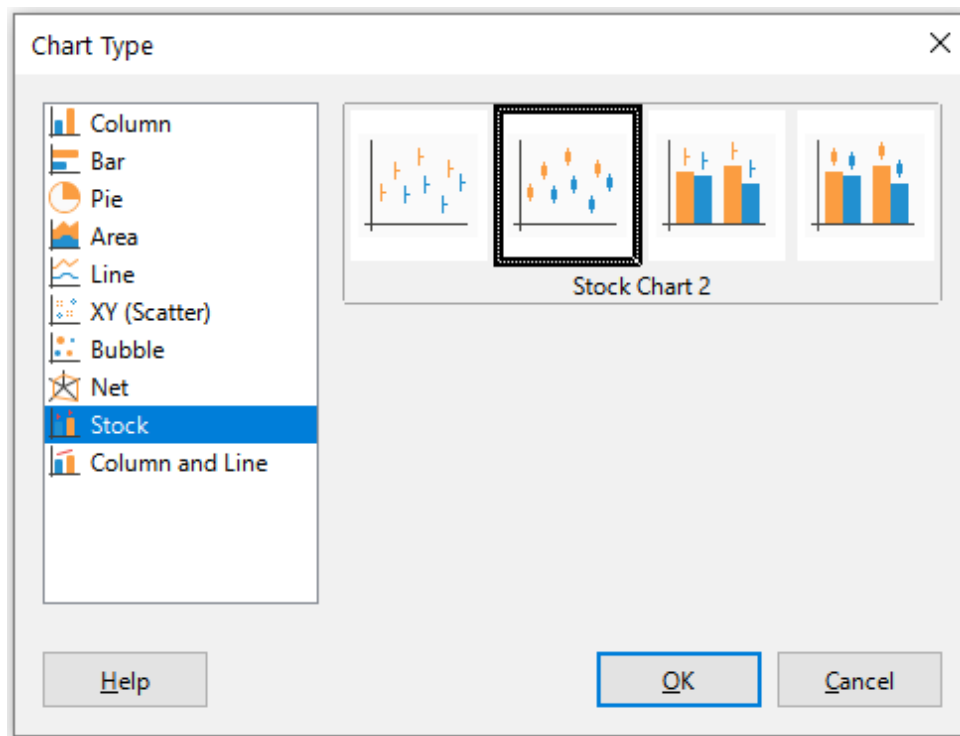 Chart Type
Column
Bar
Pie
Area
Line
XY (Scatter)
Bubble
Net
Stock
Column and Line
Stock Chart 2
Help
OK
Cancel